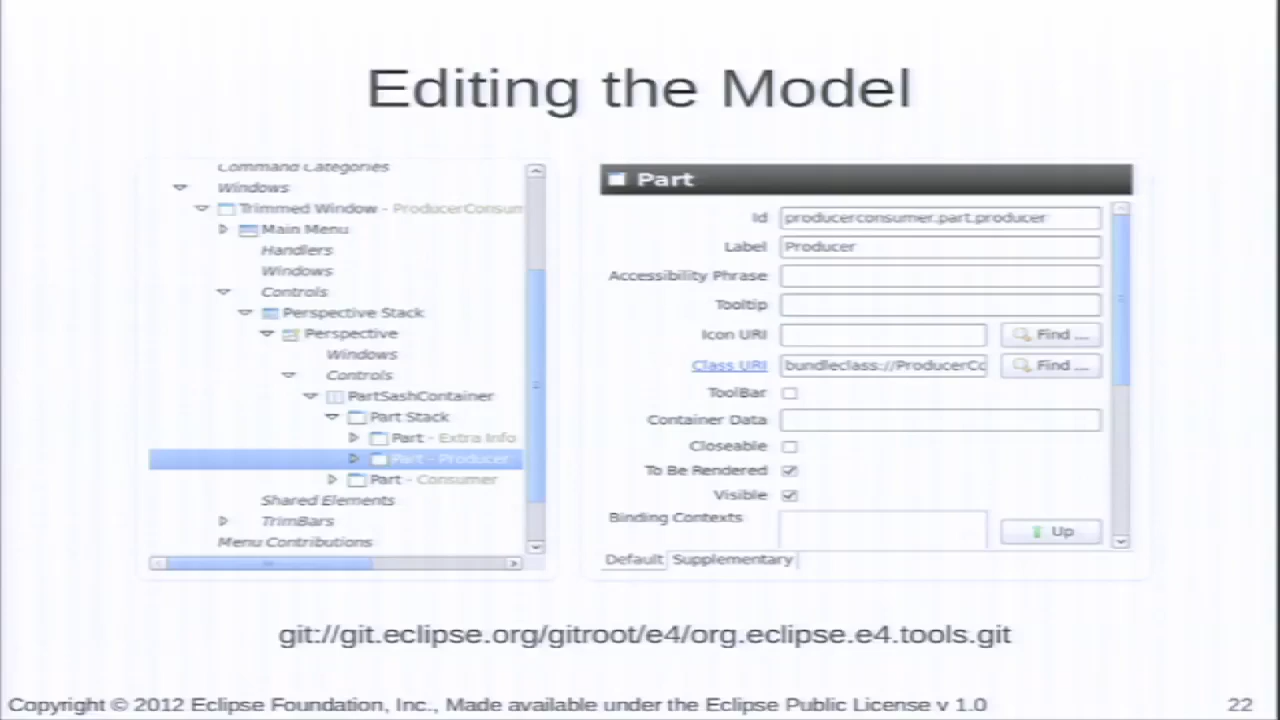 Editing the Model
Command Categories
Windows
Trimmed Window - ProducerConsum
Main Menu
Handlers
Windows
Controls
Perspective Stack
Perspective
Windows
Controls
PartSashContainer
Part Stack
Part - Extra Info
Part - Producer
Part - Consumer
Shared Elements
TrimBars
Menu Contributions
Part
Id producerconsumer.part.producer
Label Producer
Accessibility Phrase
Tooltip
Icon URI Find ...
Class URI bundleclass://ProducerCo Find ...
ToolBar
Container Data
Closeable
To Be Rendered
Visible
Binding Contexts Up
Default Supplementary
git://git.eclipse.org/gitroot/e4/org.eclipse.e4.tools.git
Copyright © 2012 Eclipse Foundation, Inc., Made available under the Eclipse Public License v 1.0 22